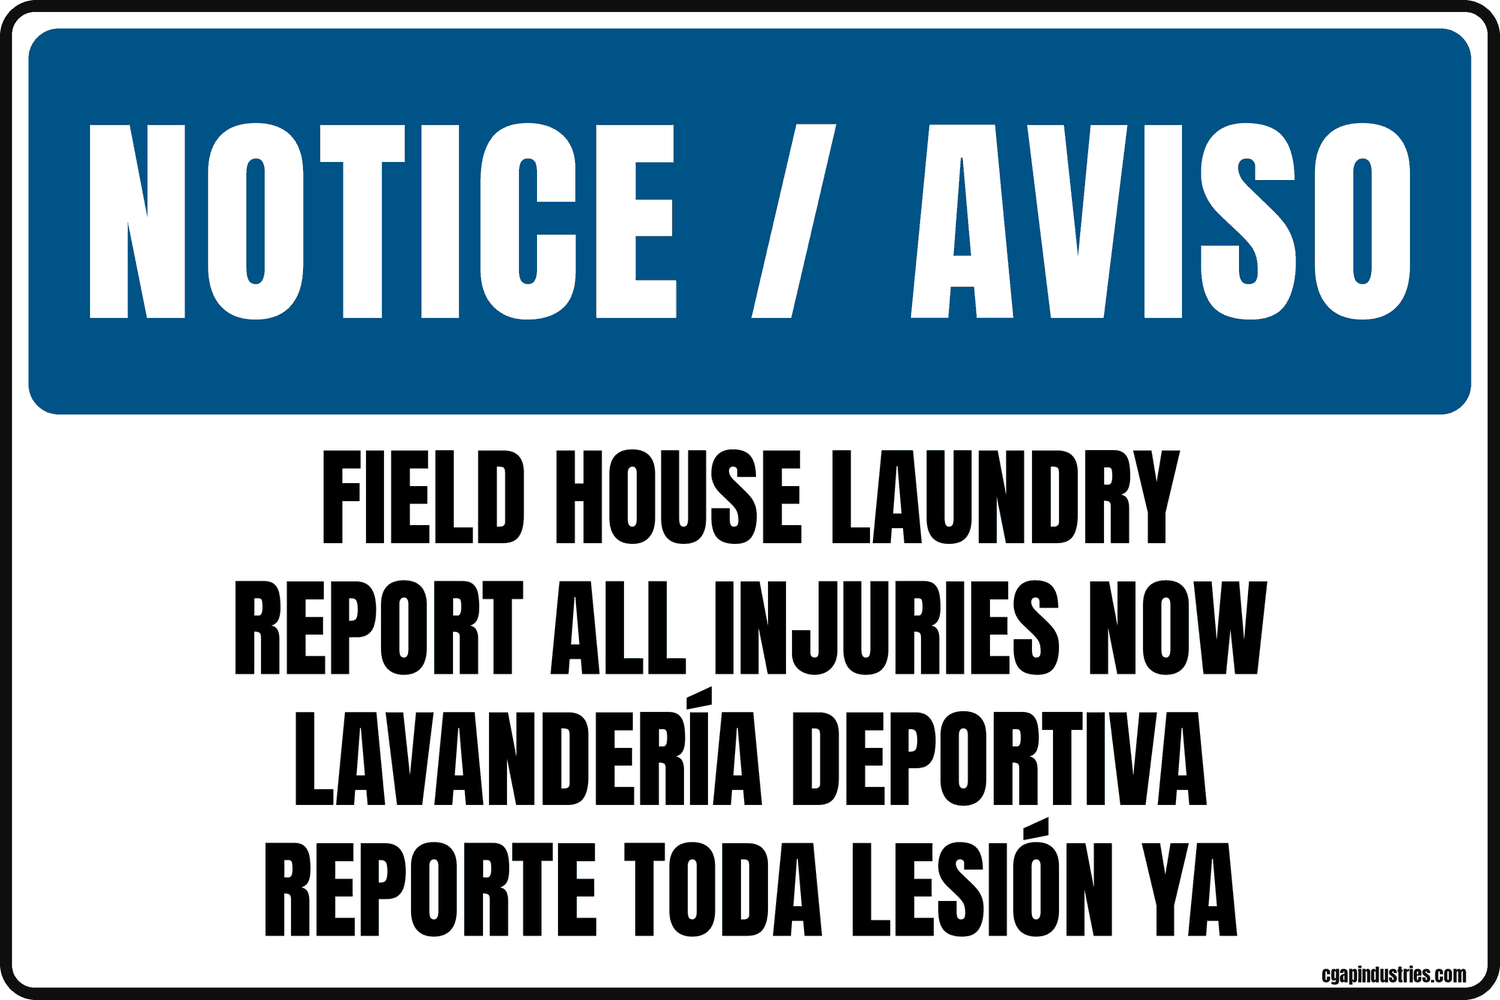 NOTICE / AVISO
FIELD HOUSE LAUNDRY
REPORT ALL INJURIES NOW
LAVANDERÍA DEPORTIVA
REPORTE TODA LESIÓN YA
cgapindustries.com